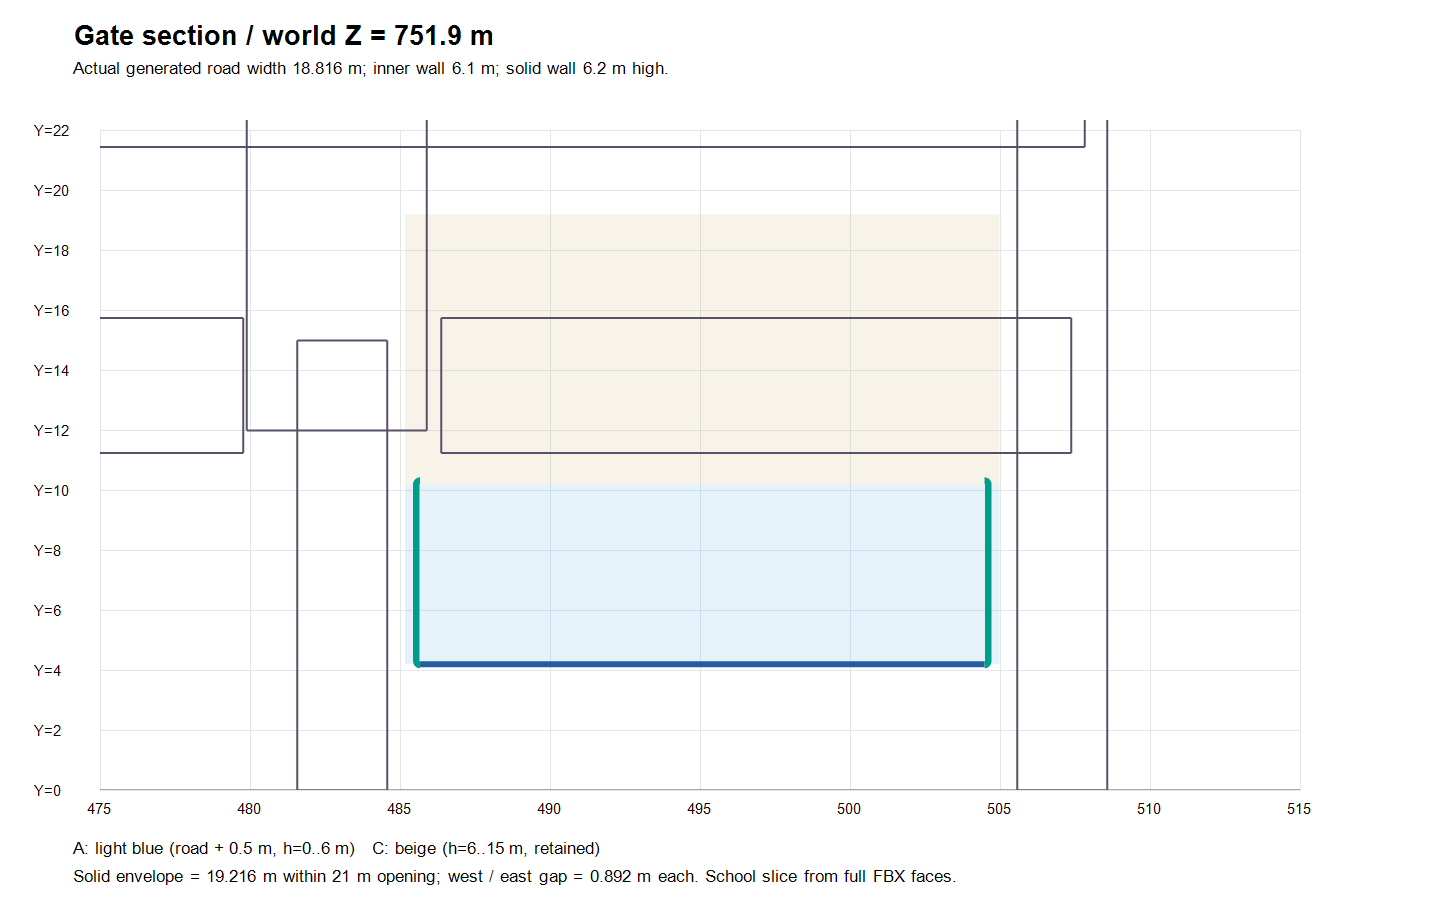 Gate section / world Z = 751.9 m
Actual generated road width 18.816 m; inner wall 6.1 m; solid wall 6.2 m high.
Y=22
Y=20
Y=18
Y=16
Y=14
Y=12
Y=10
Y=8
Y=6
Y=4
Y=2
Y=0
475 480 485 490 495 500 505 510 515
A: light blue (road + 0.5 m, h=0..6 m) C: beige (h=6..15 m, retained)
Solid envelope = 19.216 m within 21 m opening; west / east gap = 0.892 m each. School slice from full FBX faces.